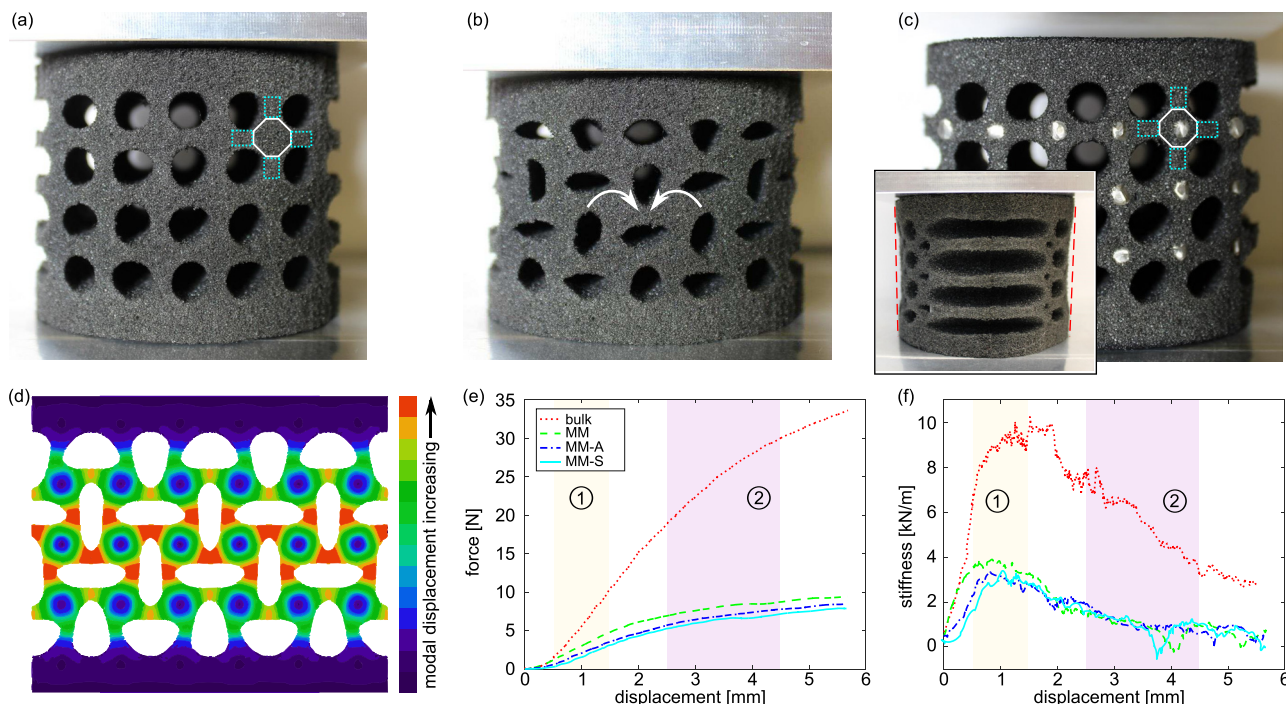 (a)
(b)
(c)
(d)
modal displacement increasing
(e)
35
30
25
20
15
10
5
0
force [N]
bulk
MM
MM-A
MM-S
1
2
0 1 2 3 4 5 6
displacement [mm]
(f)
10
8
6
4
2
0
stiffness [kN/m]
1
2
0 1 2 3 4 5 6
displacement [mm]